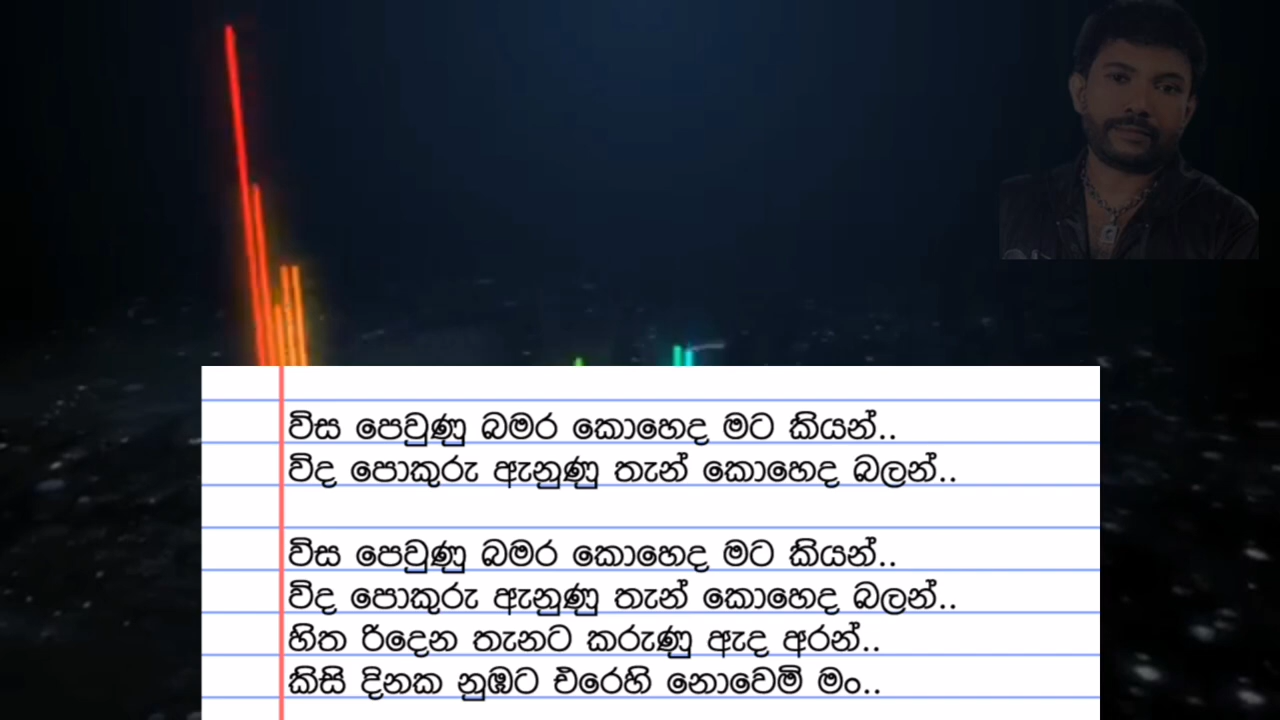 විස පෙවුණු බමර කොහෙද මට කියන්..
විද පොකුරු ඇනුණු තැන් කොහෙද බලන්..
විස පෙවුණු බමර කොහෙද මට කියන්..
විද පොකුරු ඇනුණු තැන් කොහෙද බලන්..
හිත රිදෙන තැනට කරුණු ඇද අරන්..
කිසි දිනක නුඹට එරෙහි නොවෙමි මං..